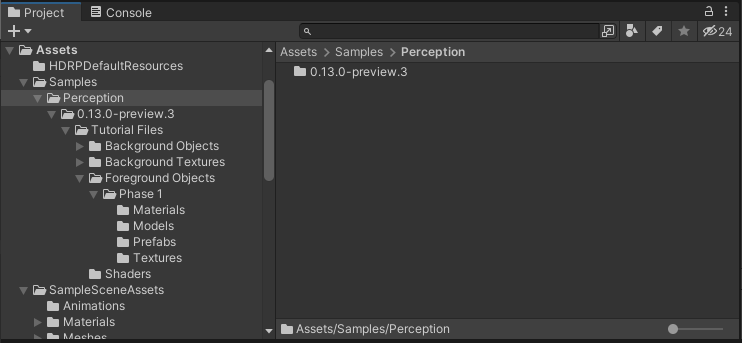 Project
Console
24
Assets
HDRPDefaultResources
Samples
Perception
0.13.0-preview.3
Tutorial Files
Background Objects
Background Textures
Foreground Objects
Phase 1
Materials
Models
Prefabs
Textures
Shaders
SampleSceneAssets
Animations
Materials
Meshes
Assets > Samples > Perception
0.13.0-preview.3
Assets/Samples/Perception